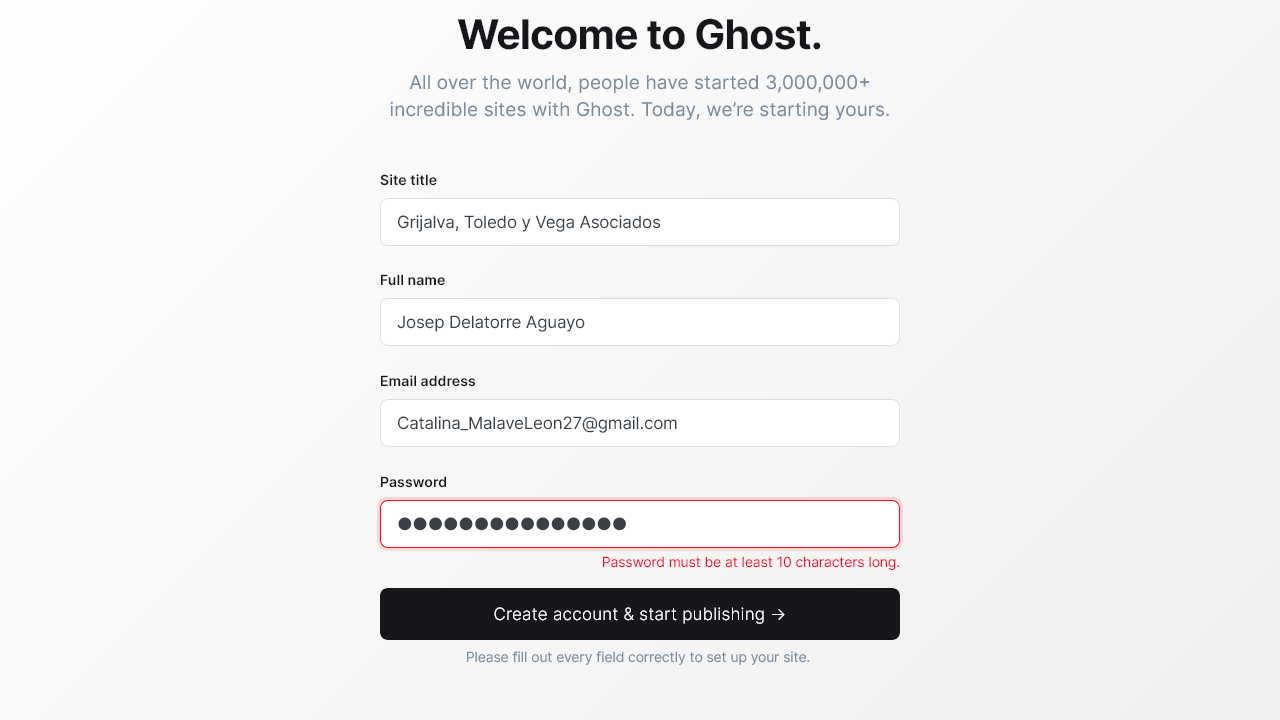 Welcome to Ghost.
All over the world, people have started 3,000,000+
incredible sites with Ghost. Today, we’re starting yours.
Site title
Grijalva, Toledo y Vega Asociados
Full name
Josep Delatorre Aguayo
Email address
Catalina_MalaveLeon27@gmail.com
Password
●●●●●●●●●●●●●●●
Password must be at least 10 characters long.
Create account & start publishing →
Please fill out every field correctly to set up your site.